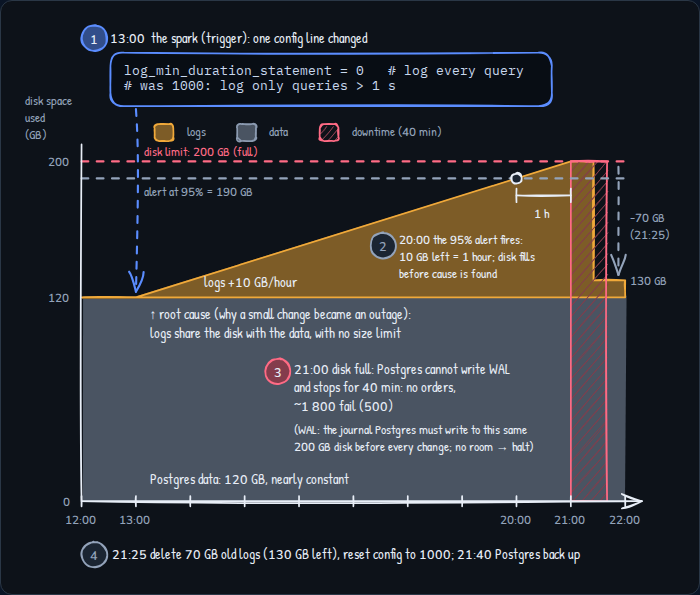 1 13:00 the spark (trigger): one config line changed
log_min_duration_statement = 0 # log every query
# was 1000: log only queries > 1 s
disk space
used
(GB)
logs data downtime (40 min)
disk limit: 200 GB (full)
200
alert at 95% = 190 GB
1 h
-70 GB
(21:25)
2 20:00 the 95% alert fires:
10 GB left = 1 hour; disk fills
before cause is found
logs +10 GB/hour
130 GB
120
↑ root cause (why a small change became an outage):
logs share the disk with the data, with no size limit
3 21:00 disk full: Postgres cannot write WAL
and stops for 40 min: no orders,
~1 800 fail (500)
(WAL: the journal Postgres must write to this same
200 GB disk before every change; no room → halt)
Postgres data: 120 GB, nearly constant
0
12:00 13:00 20:00 21:00 22:00
4 21:25 delete 70 GB old logs (130 GB left), reset config to 1000; 21:40 Postgres back up